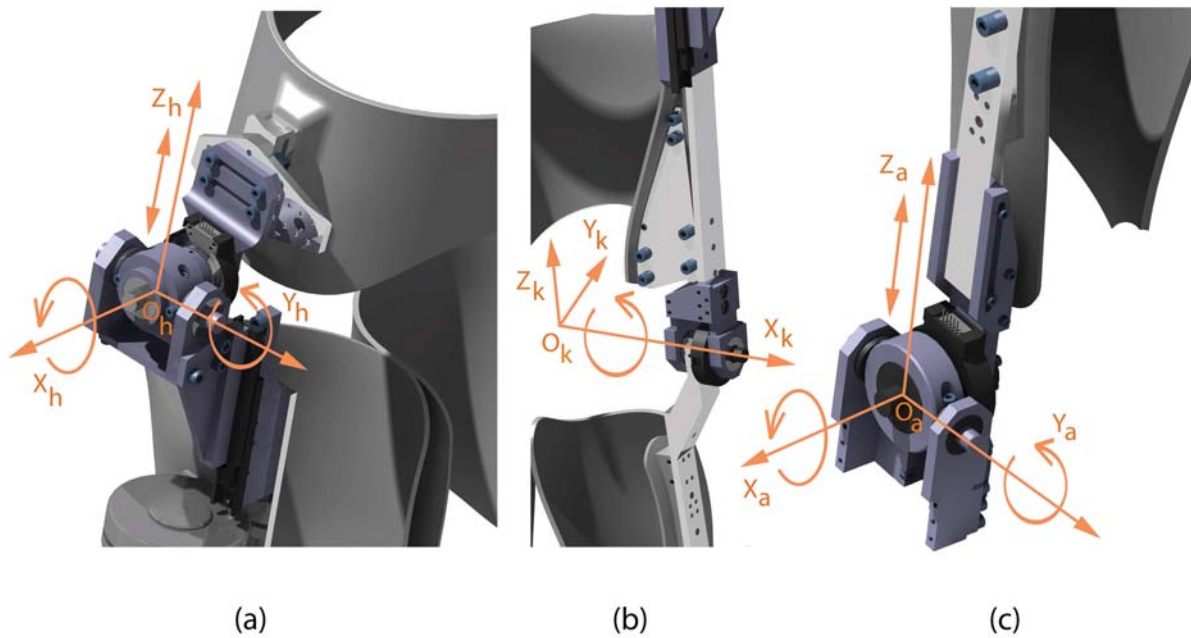 Z_h
Y_h
O_h
X_h
Y_k
Z_k
O_k
X_k
Z_a
O_a
Y_a
X_a
(a)
(b)
(c)